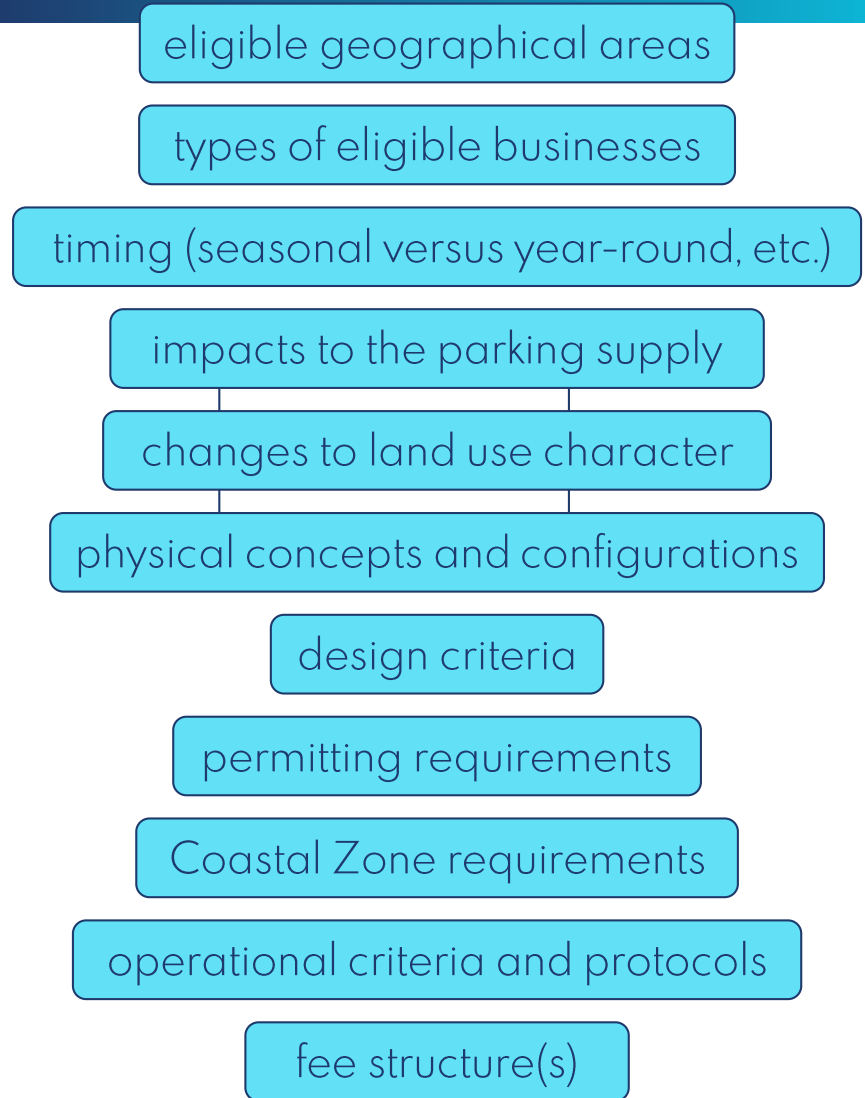 eligible geographical areas
types of eligible businesses
timing (seasonal versus year-round, etc.)
impacts to the parking supply
changes to land use character
physical concepts and configurations
design criteria
permitting requirements
Coastal Zone requirements
operational criteria and protocols
fee structure(s)